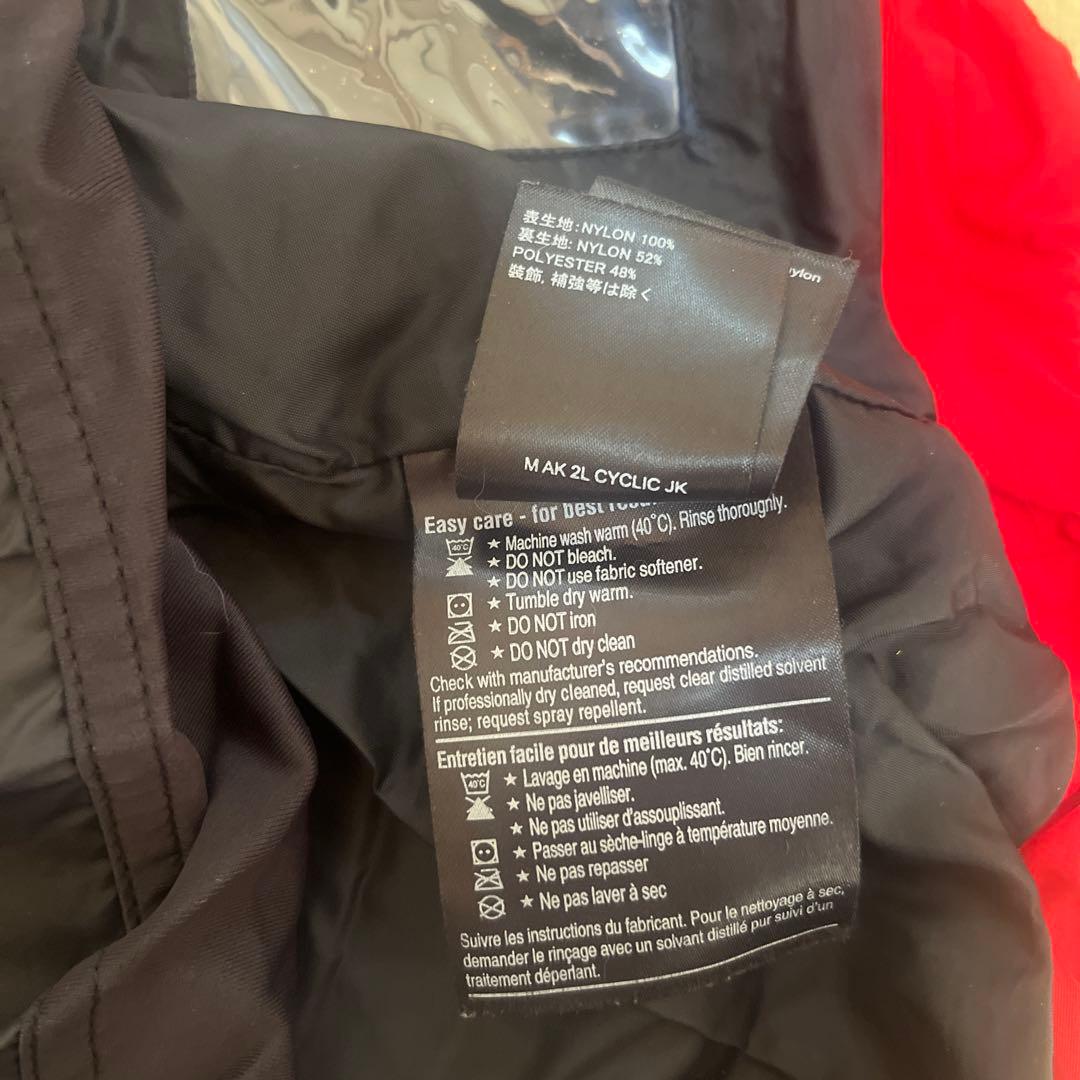 表生地:NYLON 100%
裏生地: NYLON 52%
POLYESTER 48%
装飾, 補強等は除く
M AK 2L CYCLIC JK
Easy care - for best
40°C
★ Machine wash warm (40°C). Rinse thoroughly.
★ DO NOT bleach.
★ DO NOT use fabric softener.
★ Tumble dry warm.
★ DO NOT iron
★ DO NOT dry clean
Check with manufacturer's recommendations.
If professionally dry cleaned, request clear distilled solvent
rinse; request spray repellent.
Entretien facile pour de meilleurs résultats:
40°C
★ Lavage en machine (max. 40°C). Bien rincer.
★ Ne pas javelliser.
★ Ne pas utiliser d'assouplissant.
★ Passer au sèche-linge à température moyenne.
★ Ne pas repasser
★ Ne pas laver à sec
Suivre les instructions du fabricant. Pour le nettoyage à sec,
demander le rinçage avec un solvant distillé pur suivi d'un
traitement déperlant.